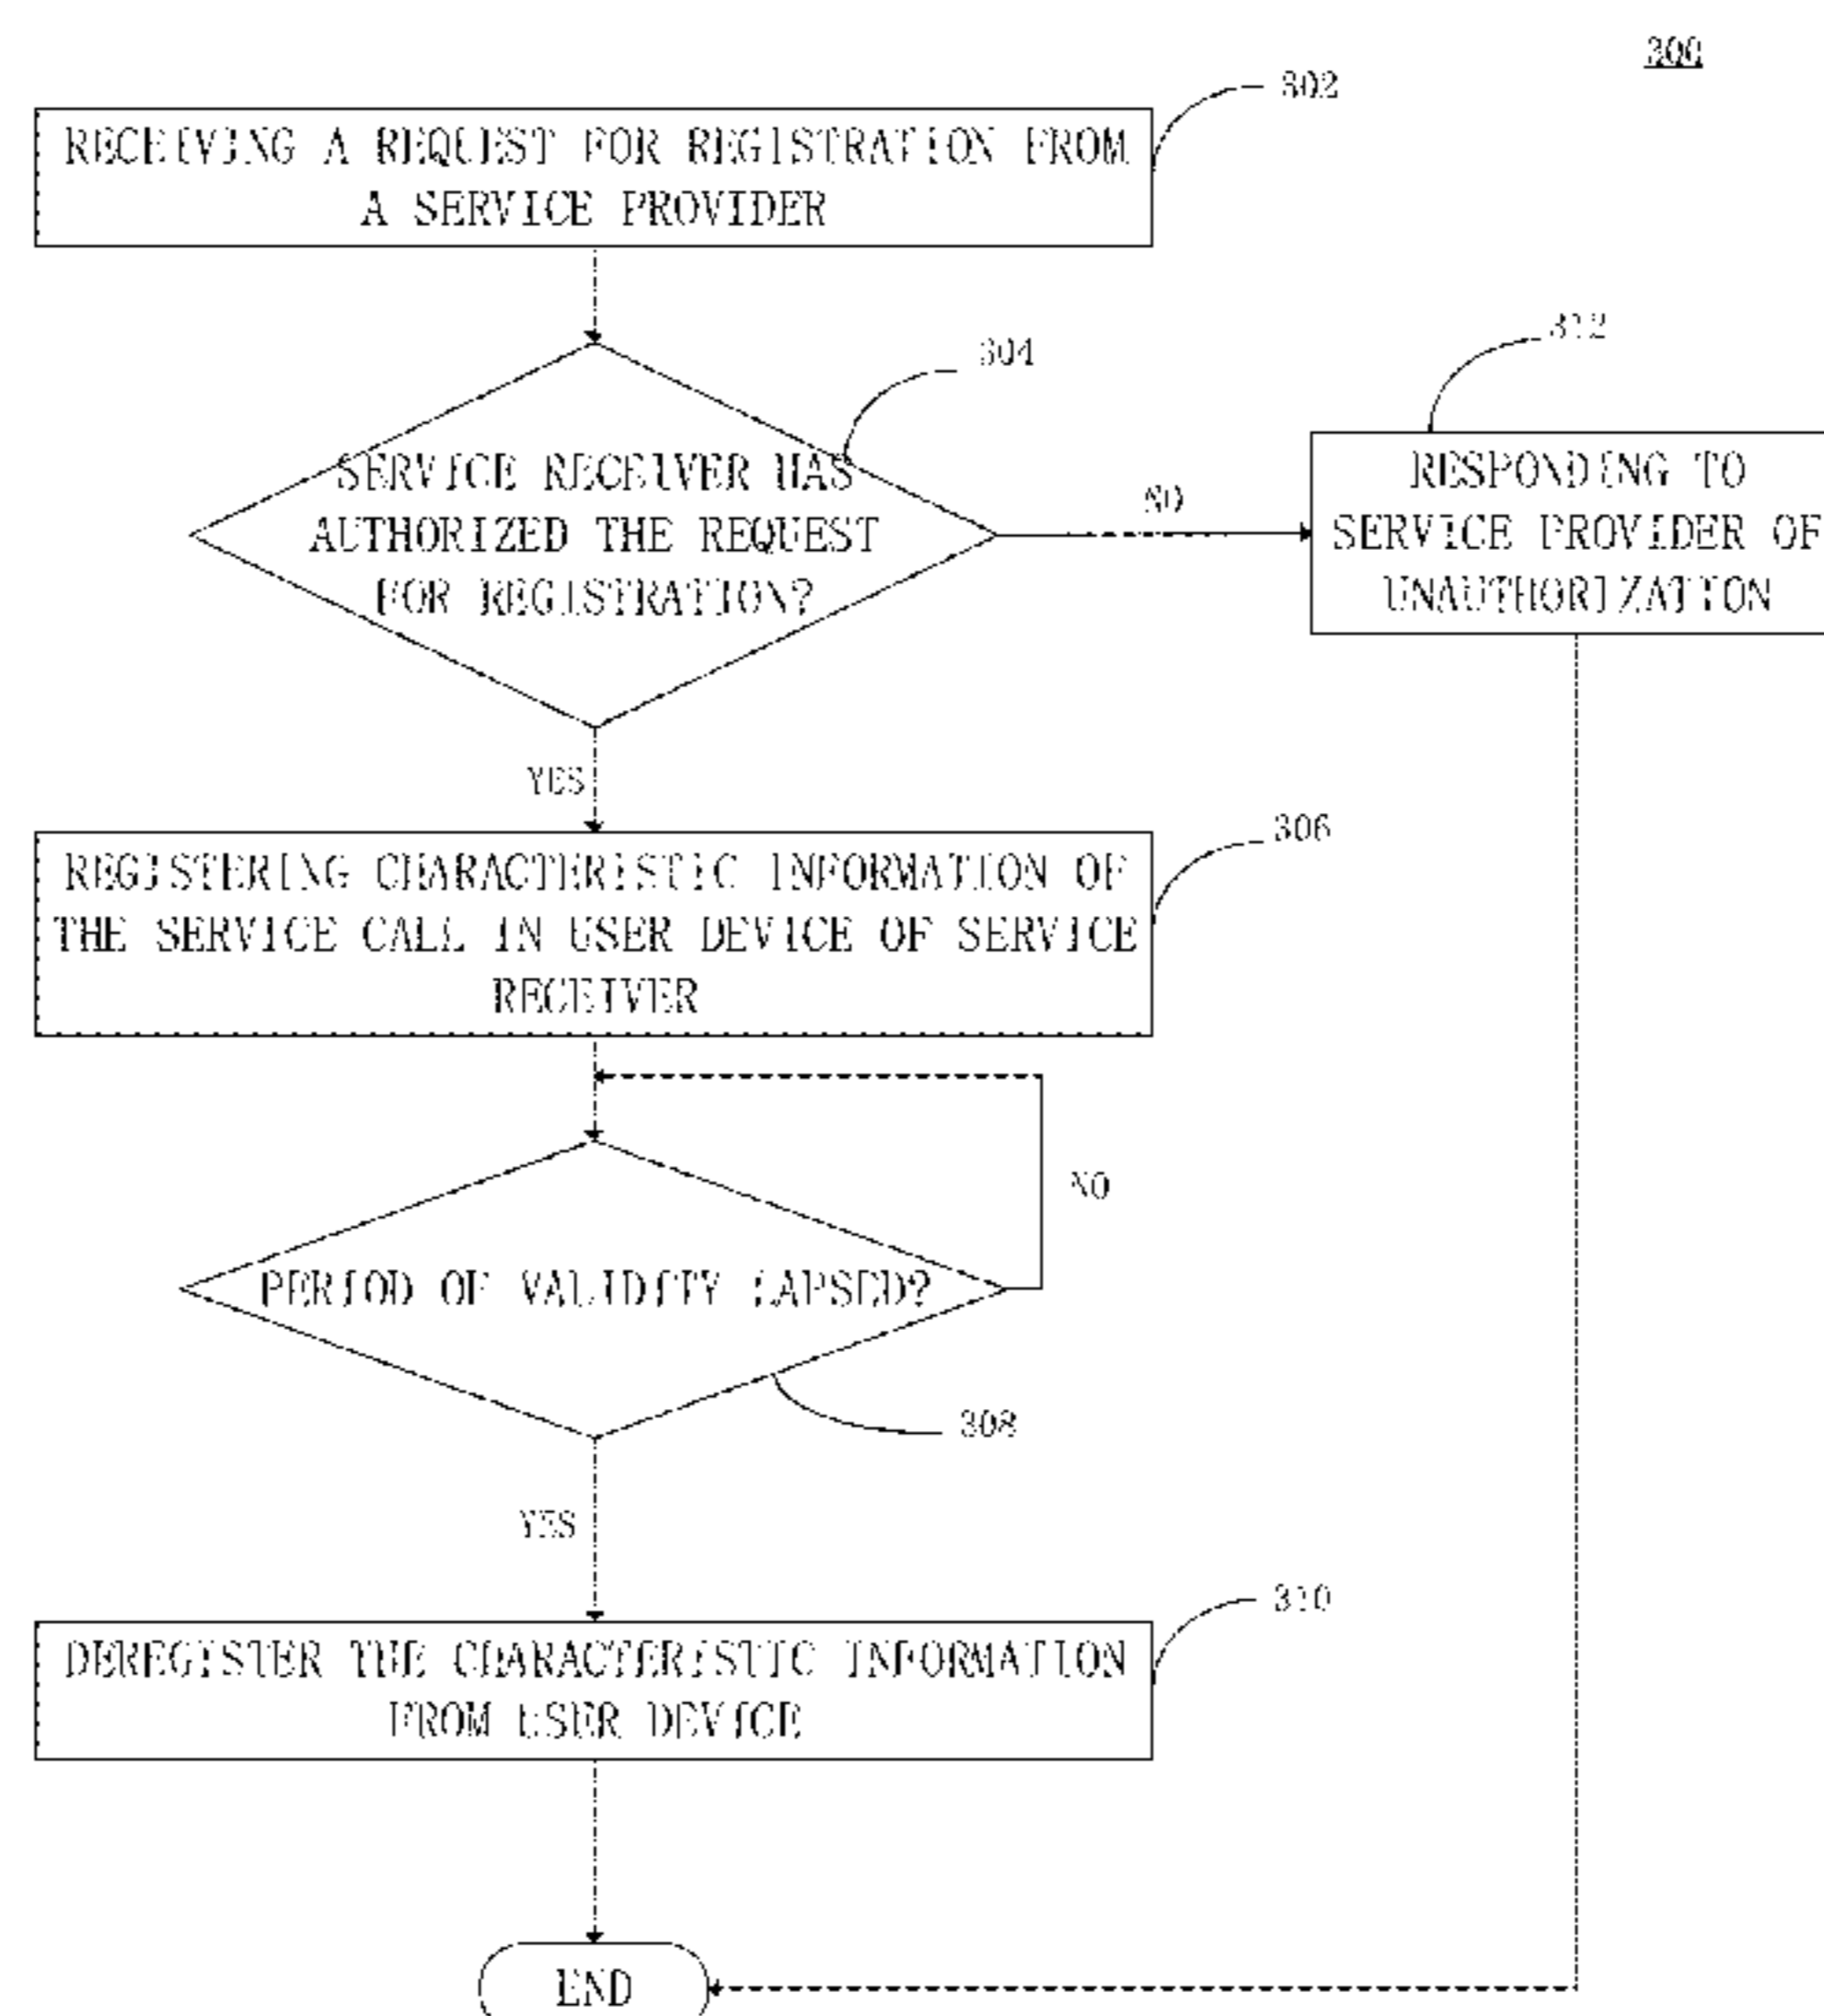 300
302
RECEIVING A REQUEST FOR REGISTRATION FROM
A SERVICE PROVIDER
304
312
SERVICE RECEIVER HAS
AUTHORIZED THE REQUEST
FOR REGISTRATION?
NO
RESPONDING TO
SERVICE PROVIDER OF
UNAUTHORIZATION
YES
306
REGISTERING CHARACTERISTIC INFORMATION OF
THE SERVICE CALL IN USER DEVICE OF SERVICE
RECEIVER
NO
PERIOD OF VALIDITY LAPSED?
308
YES
310
DEREGISTER THE CHARACTERISTIC INFORMATION
FROM USER DEVICE
END